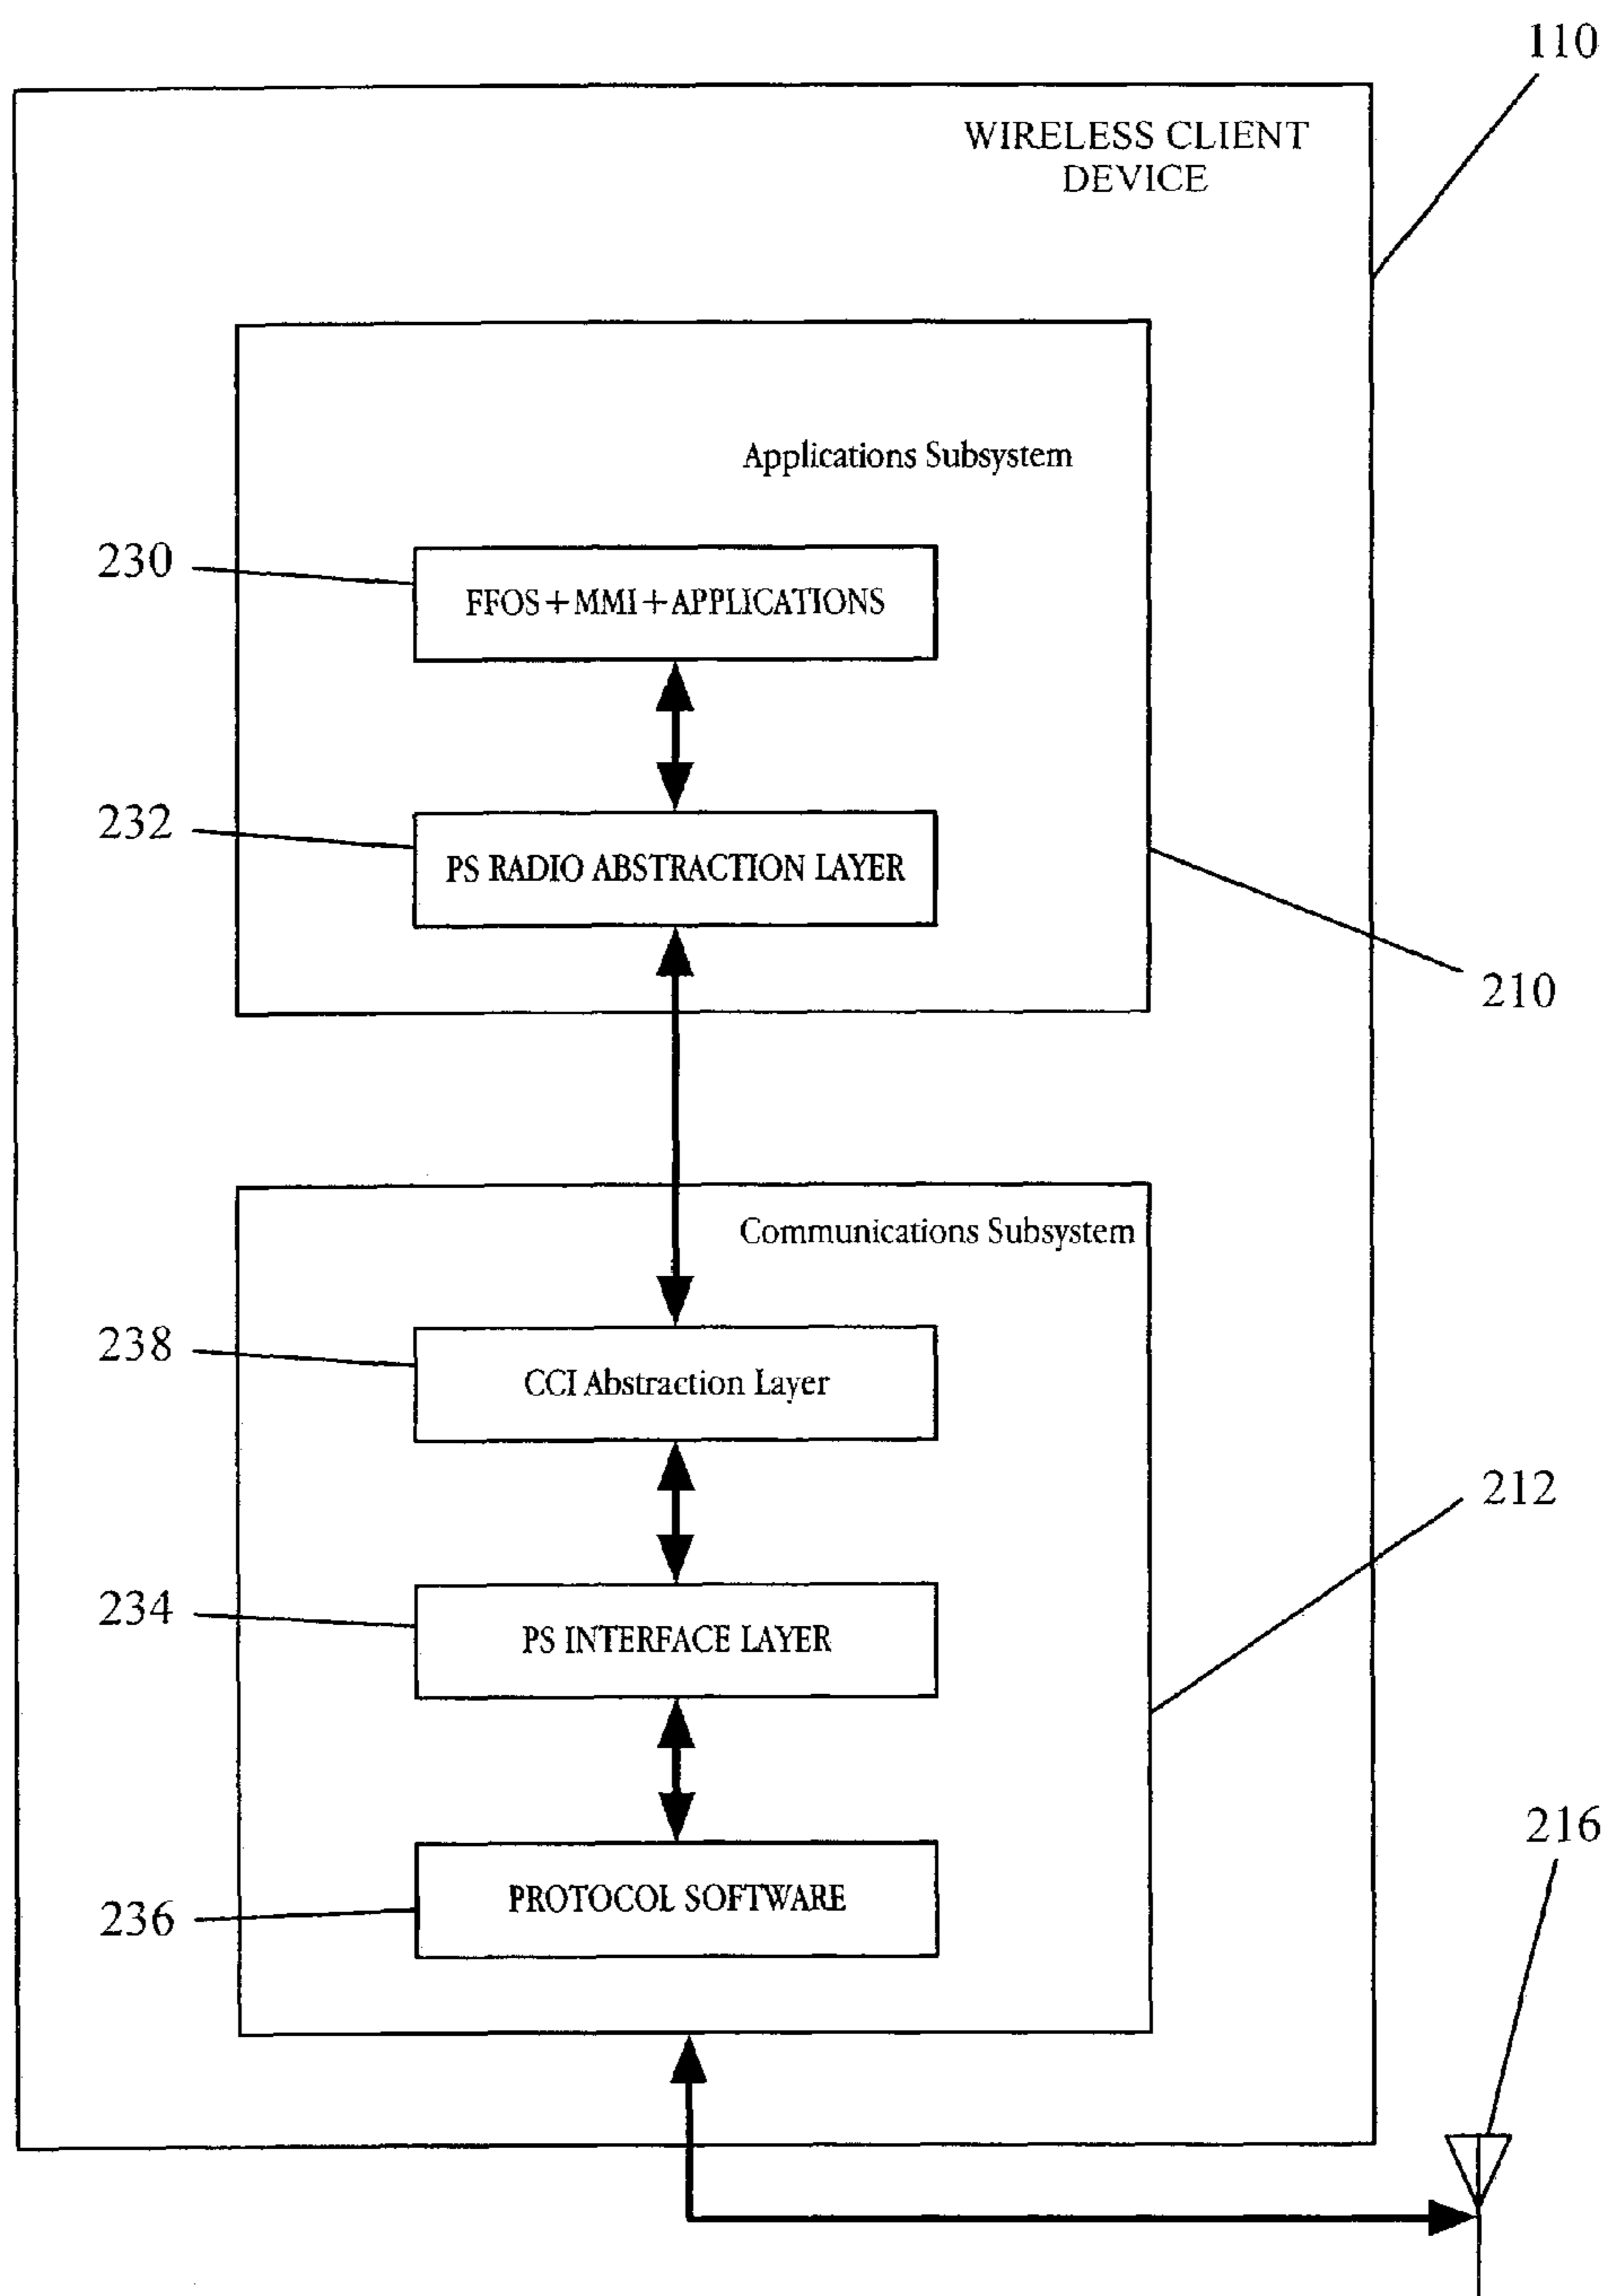 110
WIRELESS CLIENT
DEVICE
Applications Subsystem
230
FFOS+MMI+APPLICATIONS
232
PS RADIO ABSTRACTION LAYER
210
Communications Subsystem
238
CCI Abstraction Layer
212
234
PS INTERFACE LAYER
216
236
PROTOCOL SOFTWARE